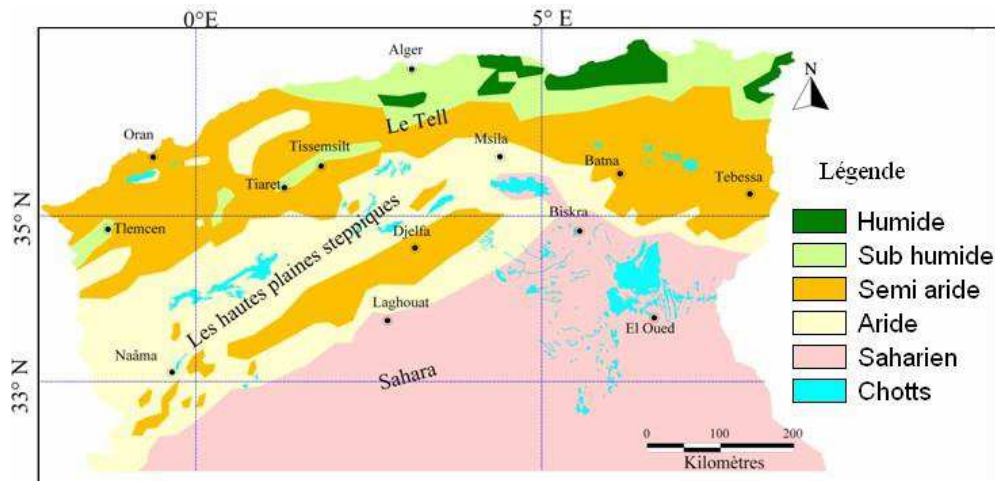 0°E
5° E
Alger
N
Le Tell
Oran
Tissemsilt
Msila
Légende
Batna
Tiaret
Tebessa
Humide
35° N
Biskra
Tlemcen
Djelfa
Sub humide
Les hautes plaines steppiques
Semi aride
Laghouat
El Oued
Aride
Naâma
Saharien
33° N
Sahara
Chotts
0 100 200
Kilomètres